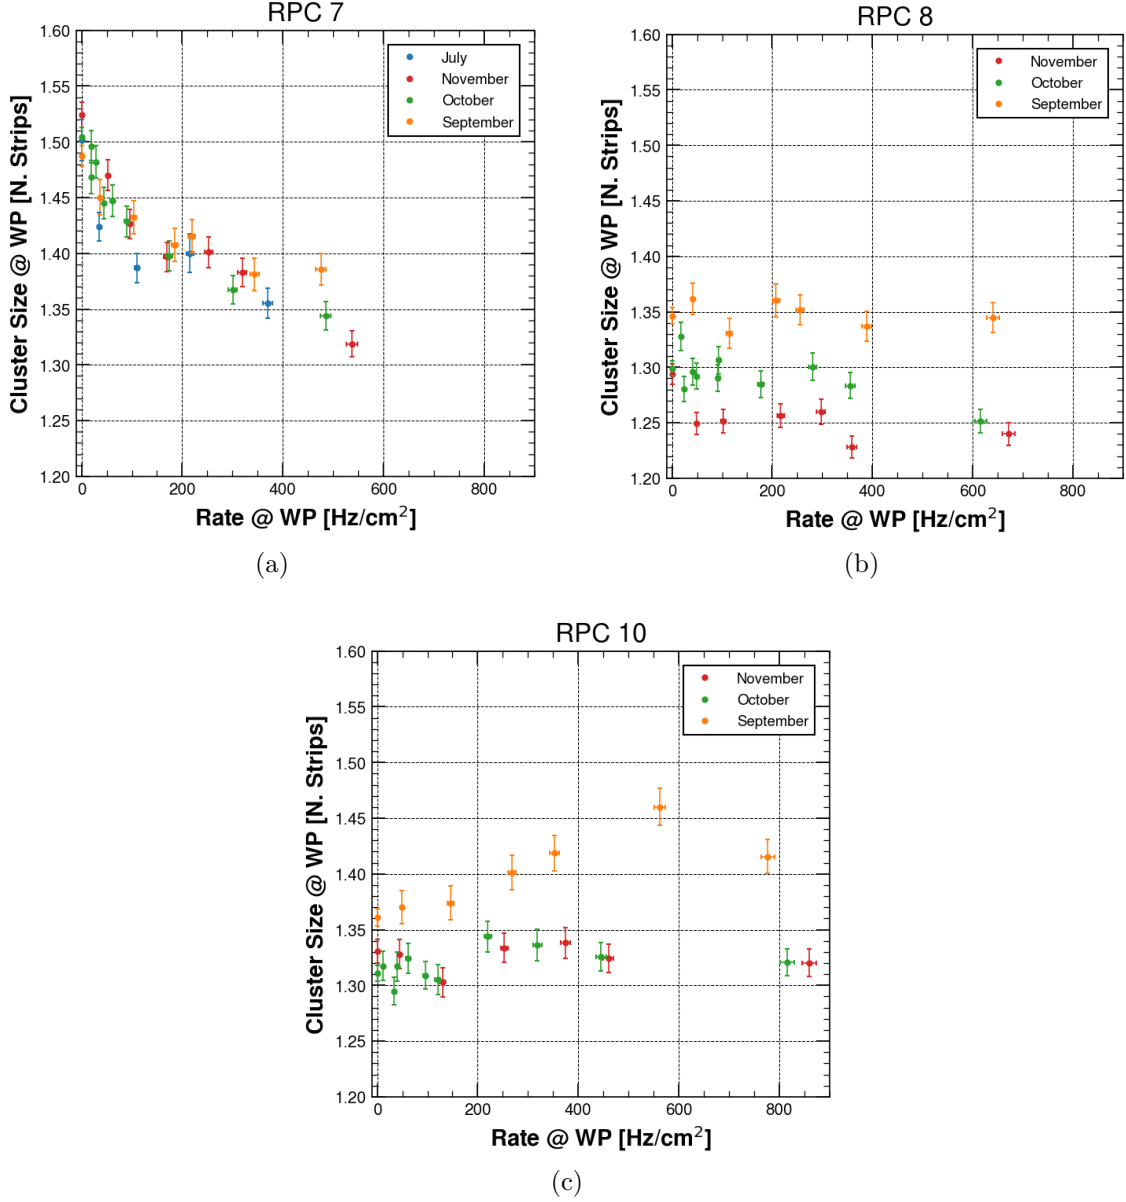 RPC 7
1.60
1.55
1.50
1.45
1.40
1.35
1.30
1.25
1.20
Cluster Size @ WP [N. Strips]
July
November
October
September
0 200 400 600 800
Rate @ WP [Hz/cm²]
(a)
RPC 8
1.60
1.55
1.50
1.45
1.40
1.35
1.30
1.25
1.20
Cluster Size @ WP [N. Strips]
November
October
September
0 200 400 600 800
Rate @ WP [Hz/cm²]
(b)
RPC 10
1.60
1.55
1.50
1.45
1.40
1.35
1.30
1.25
1.20
Cluster Size @ WP [N. Strips]
November
October
September
0 200 400 600 800
Rate @ WP [Hz/cm²]
(c)